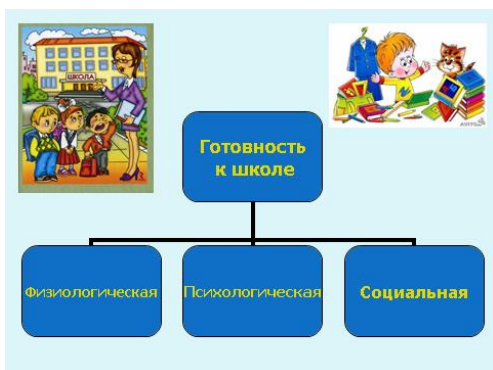 ШКОЛА
Готовность
к школе
Физиологическая
Психологическая
Социальная